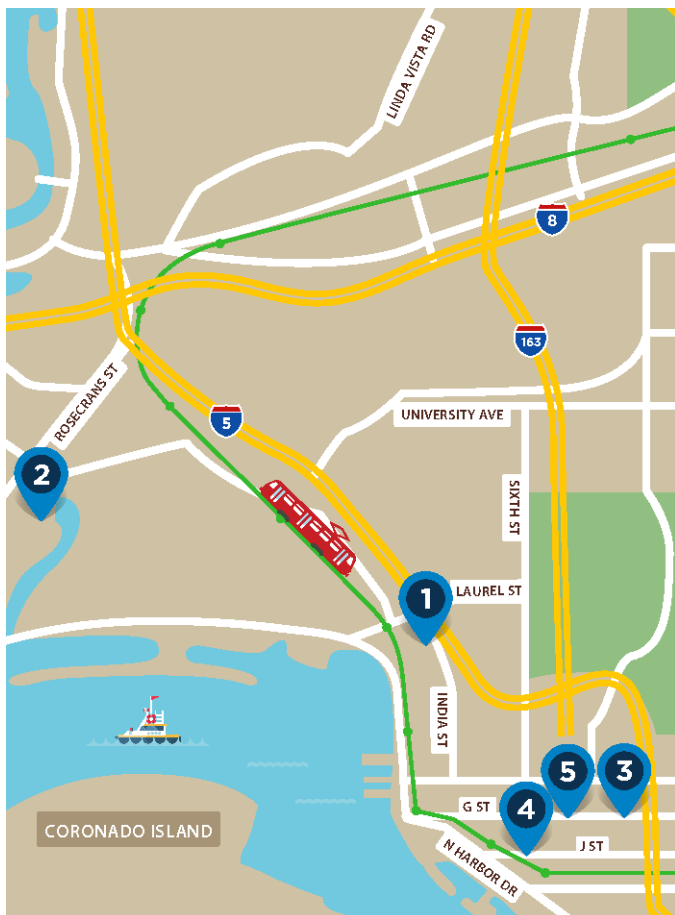 LINDA VISTA RD
8
163
ROSECRANS ST
5
UNIVERSITY AVE
2
SIXTH ST
1
LAUREL ST
INDIA ST
5
3
4
G ST
J ST
N HARBOR DR
CORONADO ISLAND